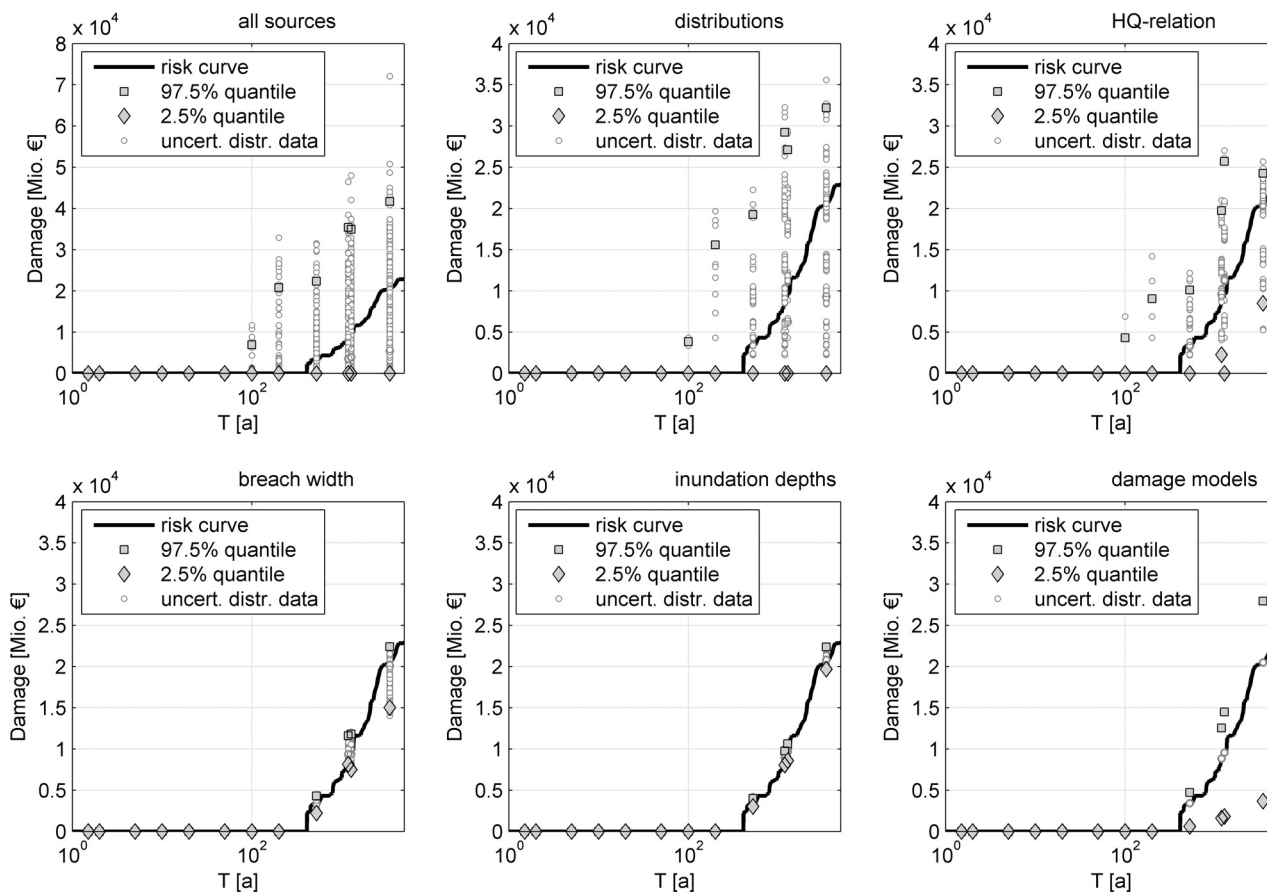 all sources
x 10^4
8
7
6
5
4
3
2
1
0
Damage [Mio. €]
risk curve
97.5% quantile
2.5% quantile
uncert. distr. data
10^0
10^2
T [a]
distributions
x 10^4
4
3.5
3
2.5
2
1.5
1
0.5
0
Damage [Mio. €]
risk curve
97.5% quantile
2.5% quantile
uncert. distr. data
10^0
10^2
T [a]
HQ-relation
x 10^4
4
3.5
3
2.5
2
1.5
1
0.5
0
Damage [Mio. €]
risk curve
97.5% quantile
2.5% quantile
uncert. distr. data
10^0
10^2
T [a]
breach width
x 10^4
4
3.5
3
2.5
2
1.5
1
0.5
0
Damage [Mio. €]
risk curve
97.5% quantile
2.5% quantile
uncert. distr. data
10^0
10^2
T [a]
inundation depths
x 10^4
4
3.5
3
2.5
2
1.5
1
0.5
0
Damage [Mio. €]
risk curve
97.5% quantile
2.5% quantile
uncert. distr. data
10^0
10^2
T [a]
damage models
x 10^4
4
3.5
3
2.5
2
1.5
1
0.5
0
Damage [Mio. €]
risk curve
97.5% quantile
2.5% quantile
uncert. distr. data
10^0
10^2
T [a]